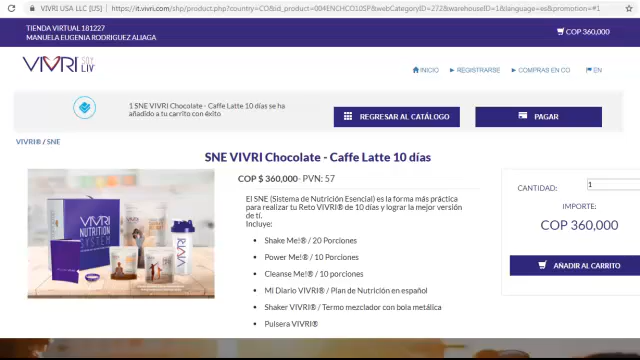 VIVRI USA LLC [US]
https://it.vivri.com/shp/product.php?country=CO&id_product=004ENCHCO10SP&webCategoryID=272&warehouseID=1&language=es&promotion=#1
TIENDA VIRTUAL 181227
MANUELA EUGENIA RODRIGUEZ ALIAGA
COP 360,000
VIVRI
LIV
INICIO
REGISTRARSE
COMPRAS EN CO
EN
1 SNE VIVRI Chocolate - Caffe Latte 10 días se ha
añadido a tu carrito con éxito
REGRESAR AL CATÁLOGO
PAGAR
VIVRI® / SNE
SNE VIVRI Chocolate - Caffe Latte 10 días
COP $ 360,000- PVN: 57
El SNE (Sistema de Nutrición Esencial) es la forma más práctica
para realizar tu Reto VIVRI® de 10 días y lograr la mejor versión
de tí.
Incluye:
Shake Me!® / 20 Porciones
Power Me!® / 10 Porciones
Cleanse Me!® / 10 porciones
Mi Diario VIVRI® / Plan de Nutrición en español
Shaker VIVRI® / Termo mezclador con bola metálica
Pulsera VIVRI®
VIVRI
NUTRITION
SYSTEM
VIVRI
CANTIDAD:
1
IMPORTE:
COP 360,000
AÑADIR AL CARRITO